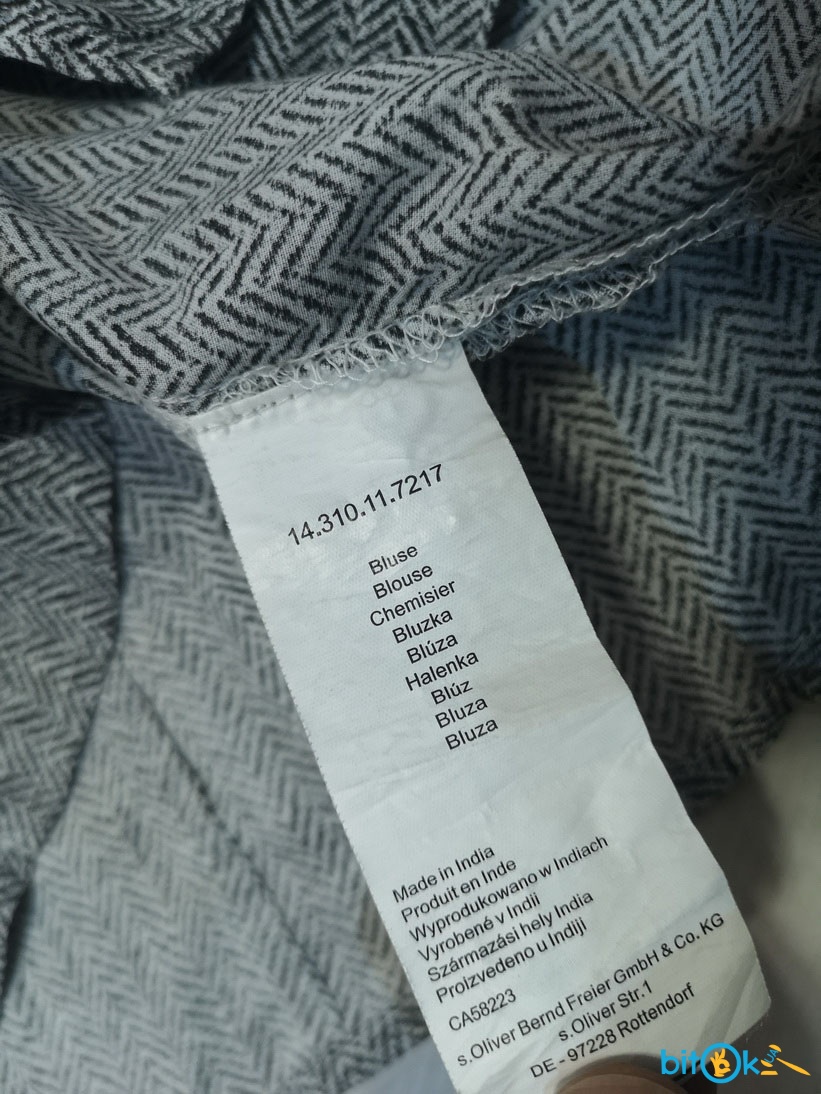 14.310.11.7217
Bluse
Blouse
Chemisier
Bluzka
Blúza
Halenka
Blúz
Bluza
Bluza
Made in India
Produit en Inde
Wyprodukowano w Indiach
Vyrobené v Indii
Származási hely India
Proizvedeno u Indiji
CA58223
s.Oliver Bernd Freier GmbH & Co. KG
s.Oliver Str.1
DE - 97228 Rottendorf
bitOk UA